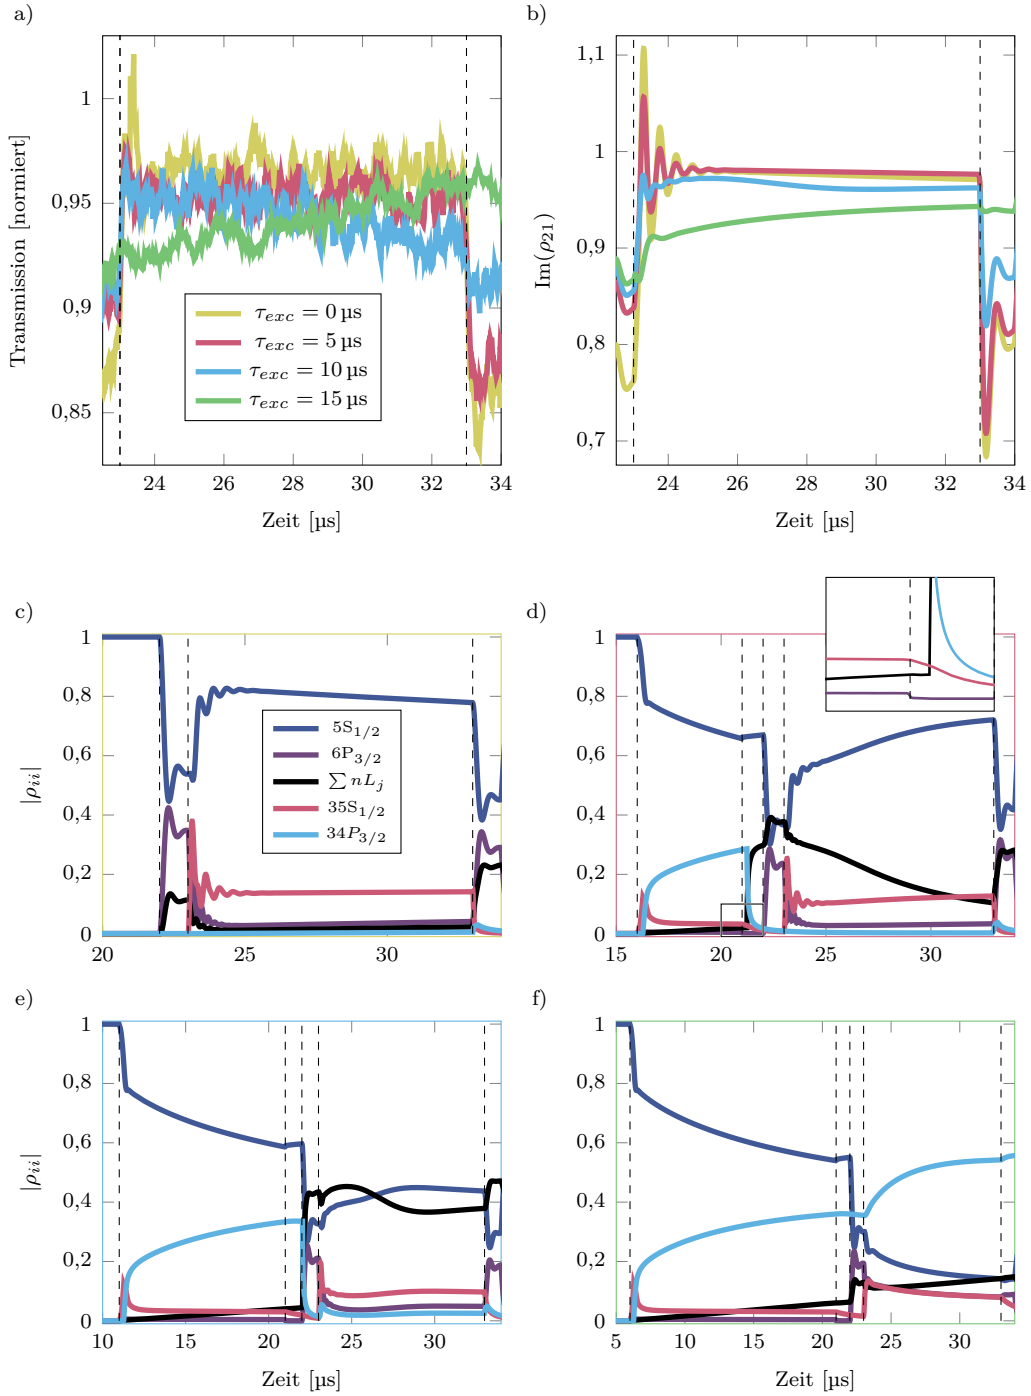 a)
b)
Transmission [normiert]
1
0,95
0,9
0,85
24
26
28
30
32
34
Zeit [µs]
τexc = 0 µs
τexc = 5 µs
τexc = 10 µs
τexc = 15 µs
Im(ρ21)
1,1
1
0,9
0,8
0,7
24
26
28
30
32
34
Zeit [µs]
c)
d)
|ρii|
1
0,8
0,6
0,4
0,2
0
20
25
30
5S1/2
6P3/2
∑ nLj
35S1/2
34P3/2
1
0,8
0,6
0,4
0,2
0
15
20
25
30
e)
f)
|ρii|
1
0,8
0,6
0,4
0,2
0
10
15
20
25
30
Zeit [µs]
1
0,8
0,6
0,4
0,2
0
5
10
15
20
25
30
Zeit [µs]